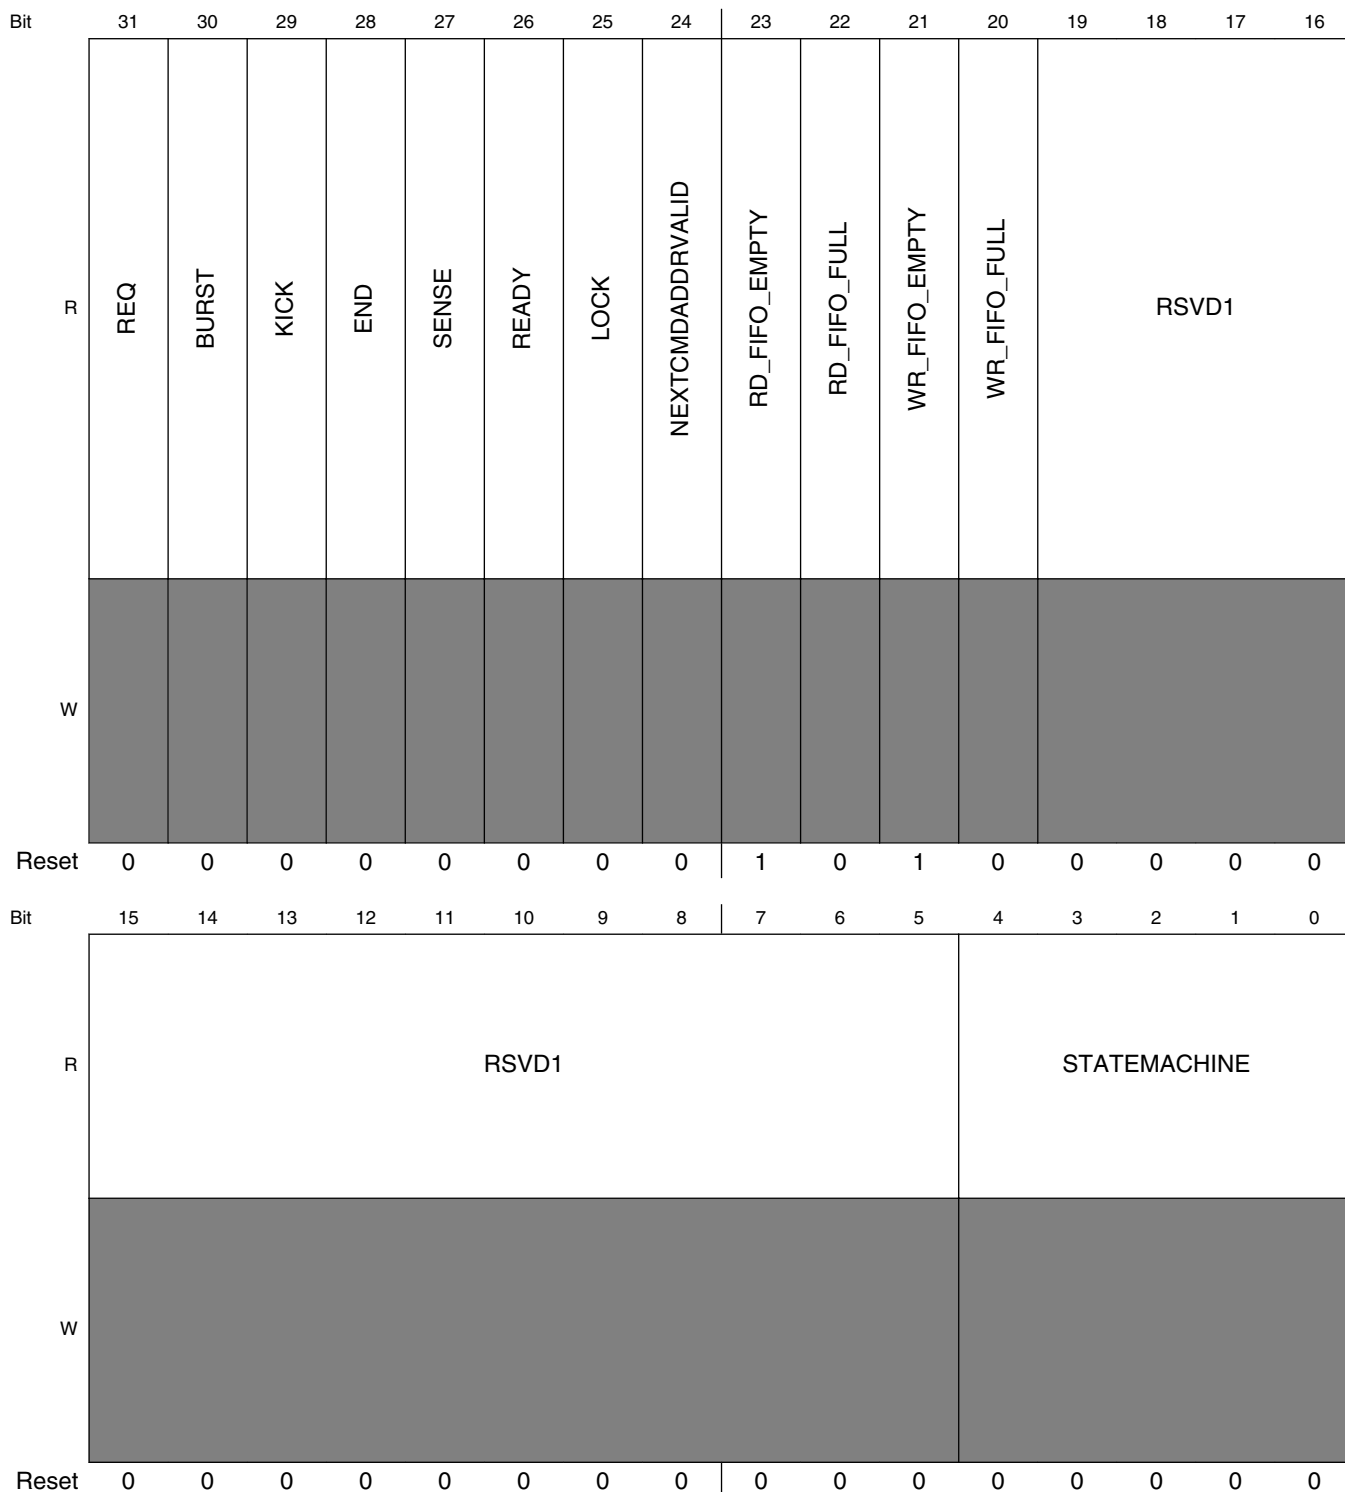 Bit 31 30 29 28 27 26 25 24 23 22 21 20 19 18 17 16
R REQ BURST KICK END SENSE READY LOCK NEXTCMDADDRVALID RD_FIFO_EMPTY RD_FIFO_FULL WR_FIFO_EMPTY WR_FIFO_FULL RSVD1
W
Reset 0 0 0 0 0 0 0 0 1 0 1 0 0 0 0 0
Bit 15 14 13 12 11 10 9 8 7 6 5 4 3 2 1 0
R RSVD1 STATEMACHINE
W
Reset 0 0 0 0 0 0 0 0 0 0 0 0 0 0 0 0